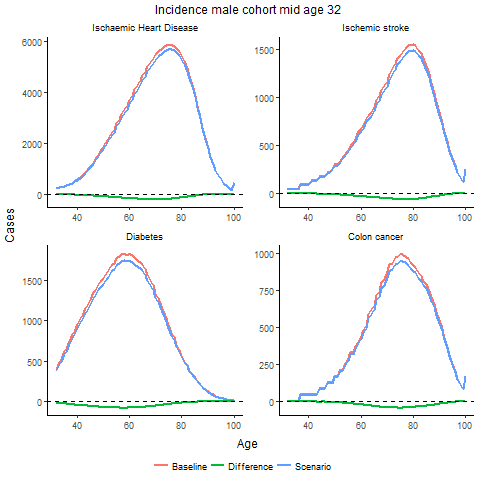 Incidence male cohort mid age 32
Ischaemic Heart Disease
Ischemic stroke
6000
4000
2000
0
40 60 80 100
1500
1000
500
0
40 60 80 100
Cases
Diabetes
Colon cancer
1500
1000
500
0
40 60 80 100
1000
750
500
250
0
40 60 80 100
Age
Baseline Difference Scenario